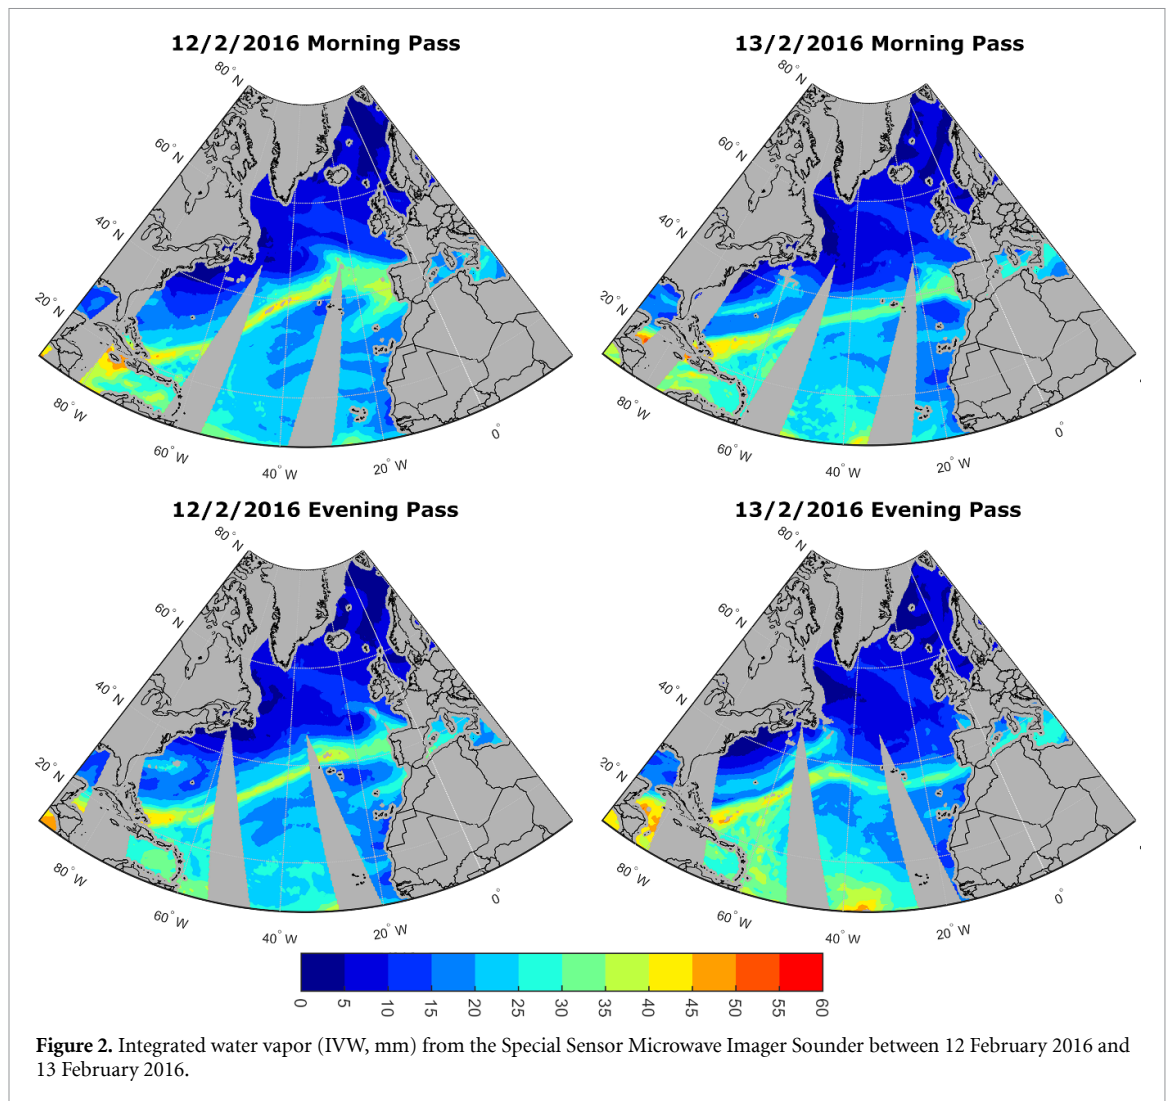 12/2/2016 Morning Pass
13/2/2016 Morning Pass
80° N
60° N
40° N
20° N
80° W
60° W
40° W
20° W
0°
80° N
60° N
40° N
20° N
80° W
60° W
40° W
20° W
0°
12/2/2016 Evening Pass
13/2/2016 Evening Pass
80° N
60° N
40° N
20° N
80° W
60° W
40° W
20° W
0°
80° N
60° N
40° N
20° N
80° W
60° W
40° W
20° W
0°
0 5 10 15 20 25 30 35 40 45 50 55 60
Figure 2. Integrated water vapor (IVW, mm) from the Special Sensor Microwave Imager Sounder between 12 February 2016 and
13 February 2016.